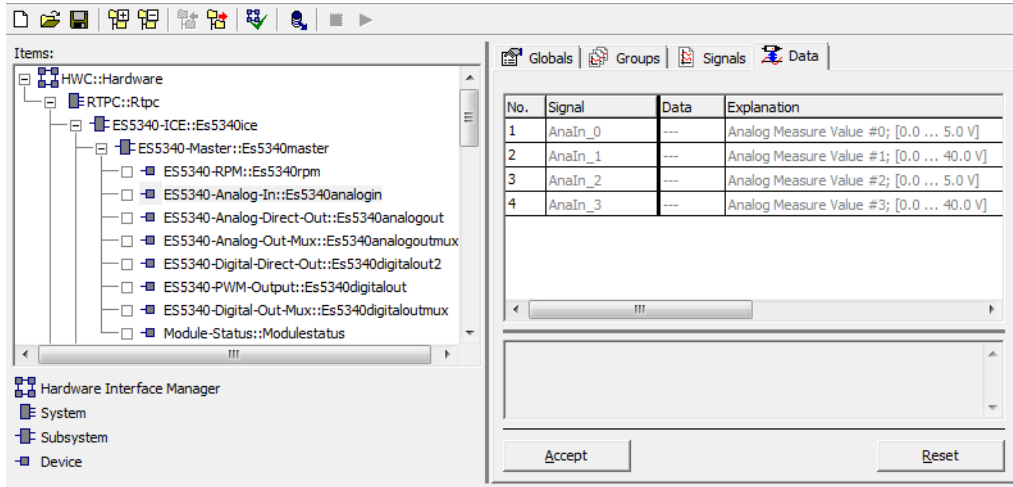 Items:
HWC::Hardware
RTPC::Rtpc
ES5340-ICE::Es5340ice
ES5340-Master::Es5340master
ES5340-RPM::Es5340rpm
ES5340-Analog-In::Es5340analogin
ES5340-Analog-Direct-Out::Es5340analogout
ES5340-Analog-Out-Mux::Es5340analogoutmux
ES5340-Digital-Direct-Out::Es5340digitalout2
ES5340-PWM-Output::Es5340digitalout
ES5340-Digital-Out-Mux::Es5340digitaloutmux
Module-Status::Modulestatus
Hardware Interface Manager
System
Subsystem
Device
Globals Groups Signals Data
No. Signal Data Explanation
1 AnaIn_0 --- Analog Measure Value #0; [0.0 ... 5.0 V]
2 AnaIn_1 --- Analog Measure Value #1; [0.0 ... 40.0 V]
3 AnaIn_2 --- Analog Measure Value #2; [0.0 ... 5.0 V]
4 AnaIn_3 --- Analog Measure Value #3; [0.0 ... 40.0 V]
Accept Reset